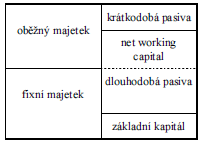 oběžný majetek
fixní majetek
krátkodobá pasiva
net working
capital
dlouhodobá pasiva
základní kapitál